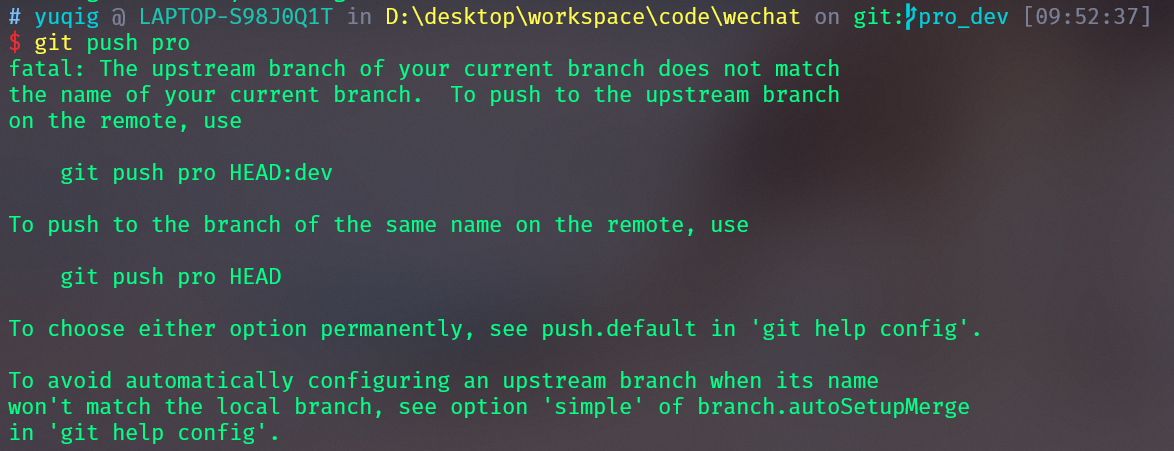 # yuqig @ LAPTOP-S98J0Q1T in D:\desktop\workspace\code\wechat on git:pro_dev [09:52:37]
$ git push pro
fatal: The upstream branch of your current branch does not match
the name of your current branch.  To push to the upstream branch
on the remote, use

    git push pro HEAD:dev

To push to the branch of the same name on the remote, use

    git push pro HEAD

To choose either option permanently, see push.default in 'git help config'.

To avoid automatically configuring an upstream branch when its name
won't match the local branch, see option 'simple' of branch.autoSetupMerge
in 'git help config'.